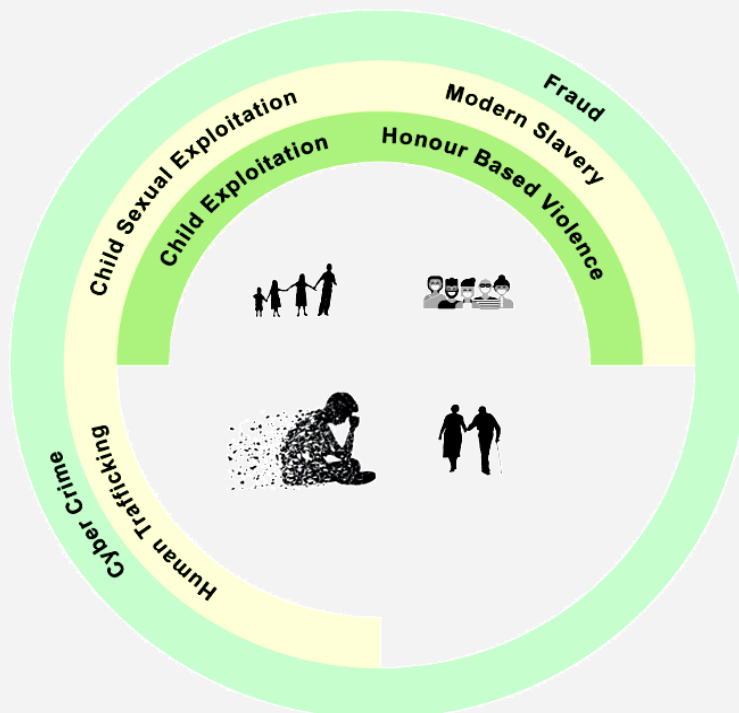 Fraud
Modern Slavery
Child Sexual Exploitation
Honour Based Violence
Child Exploitation
Cyber Crime
Human Trafficking